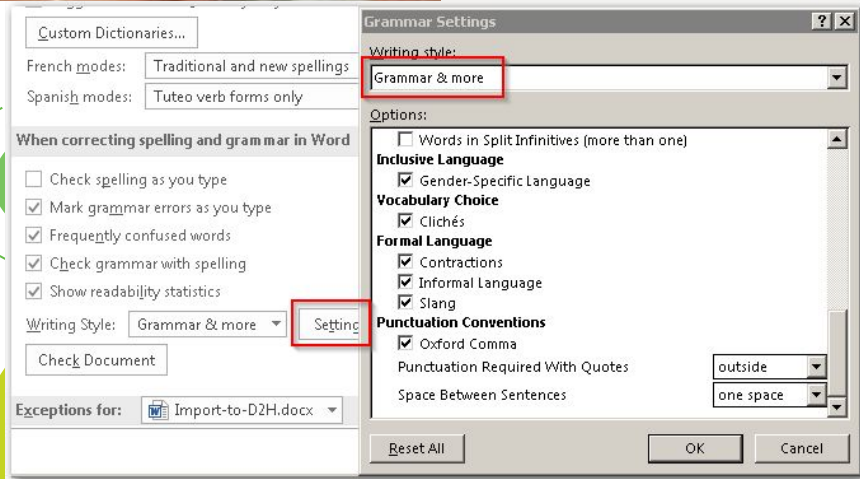 Custom Dictionaries...
French modes: Traditional and new spellings
Spanish modes: Tuteo verb forms only
When correcting spelling and grammar in Word
Check spelling as you type
Mark grammar errors as you type
Frequently confused words
Check grammar with spelling
Show readability statistics
Writing Style: Grammar & more Setting
Check Document
Exceptions for: Import-to-D2H.docx
Grammar Settings
Writing style:
Grammar & more
Options:
Words in Split Infinitives (more than one)
Inclusive Language
Gender-Specific Language
Vocabulary Choice
Clichés
Formal Language
Contractions
Informal Language
Slang
Punctuation Conventions
Oxford Comma
Punctuation Required With Quotes outside
Space Between Sentences one space
Reset All OK Cancel